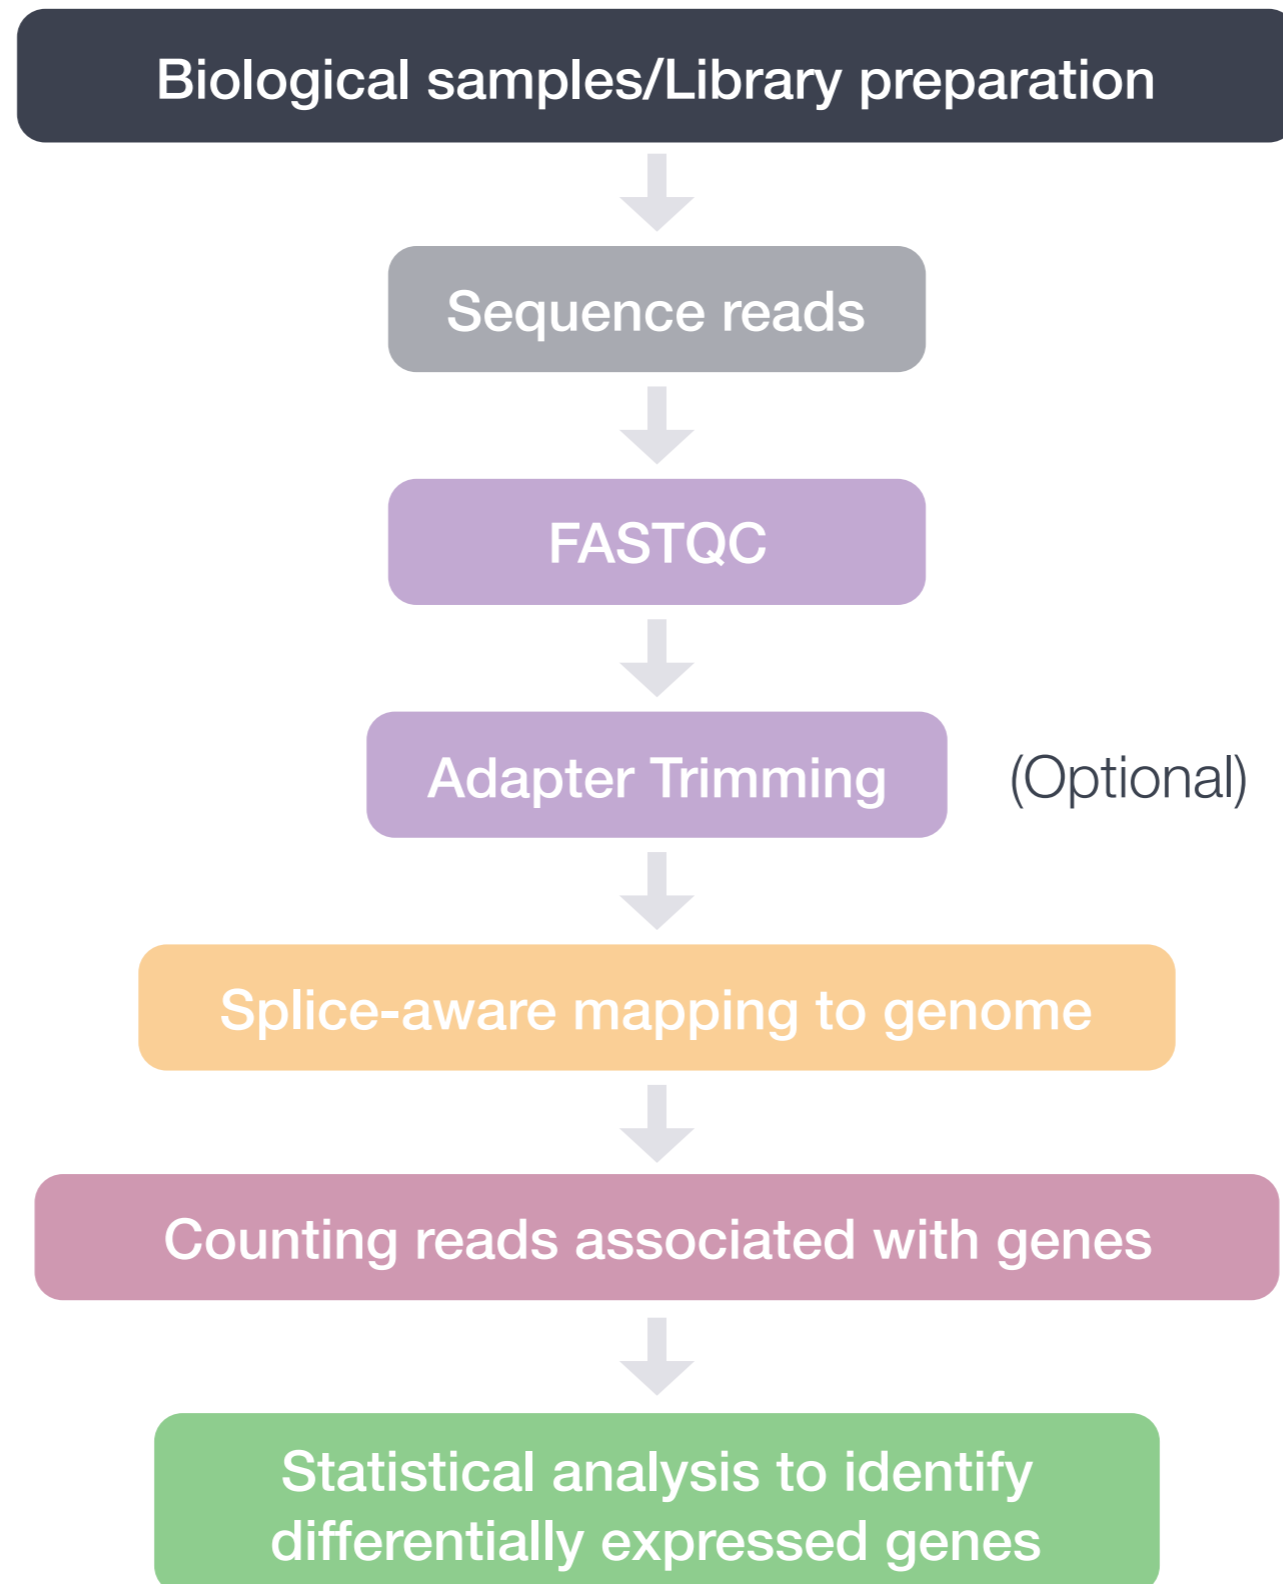 Biological samples/Library preparation
Sequence reads
FASTQC
Adapter Trimming
(Optional)
Splice-aware mapping to genome
Counting reads associated with genes
Statistical analysis to identify
differentially expressed genes